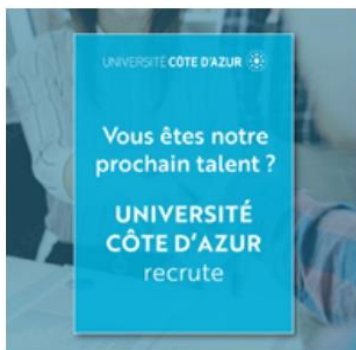 UNIVERSITÉ CÔTE D'AZUR
Vous êtes notre
prochain talent ?
UNIVERSITÉ
CÔTE D'AZUR
recrute